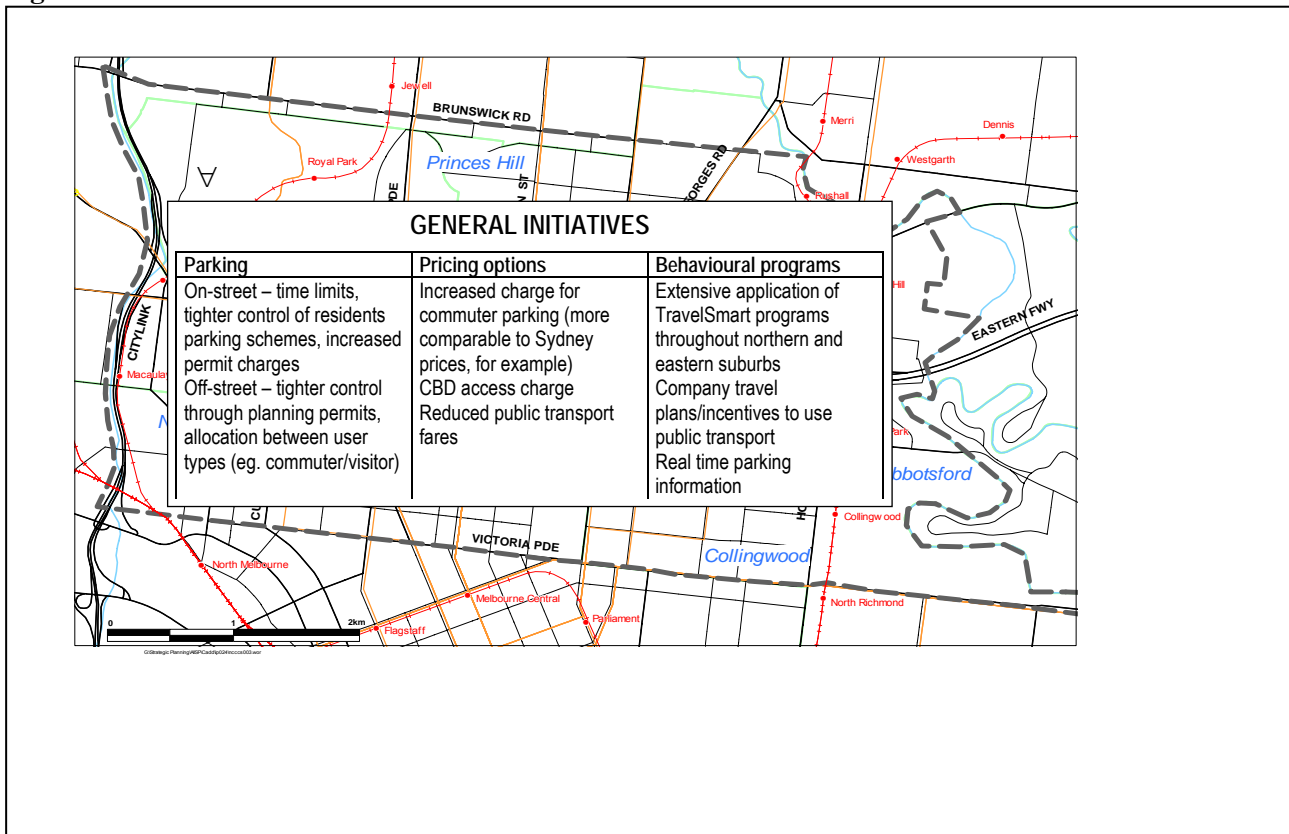 Jewell
BRUNSWICK RD
Merri
Dennis
Royal Park
Princes Hill
Westgarth
Rushall
GENERAL INITIATIVES
Parking
On-street – time limits,
tighter control of residents
parking schemes, increased
permit charges
Off-street – tighter control
through planning permits,
allocation between user
types (eg. commuter/visitor)
Pricing options
Increased charge for
commuter parking (more
comparable to Sydney
prices, for example)
CBD access charge
Reduced public transport
fares
Behavioural programs
Extensive application of
TravelSmart programs
throughout northern and
eastern suburbs
Company travel
plans/incentives to use
public transport
Real time parking
information
CITYLINK
EASTERN FWY
Macaulay
Collingwood
VICTORIA PDE
Collingwood
North Melbourne
Melbourne Central
North Richmond
Flagstaff
Parliament
0 1 2km